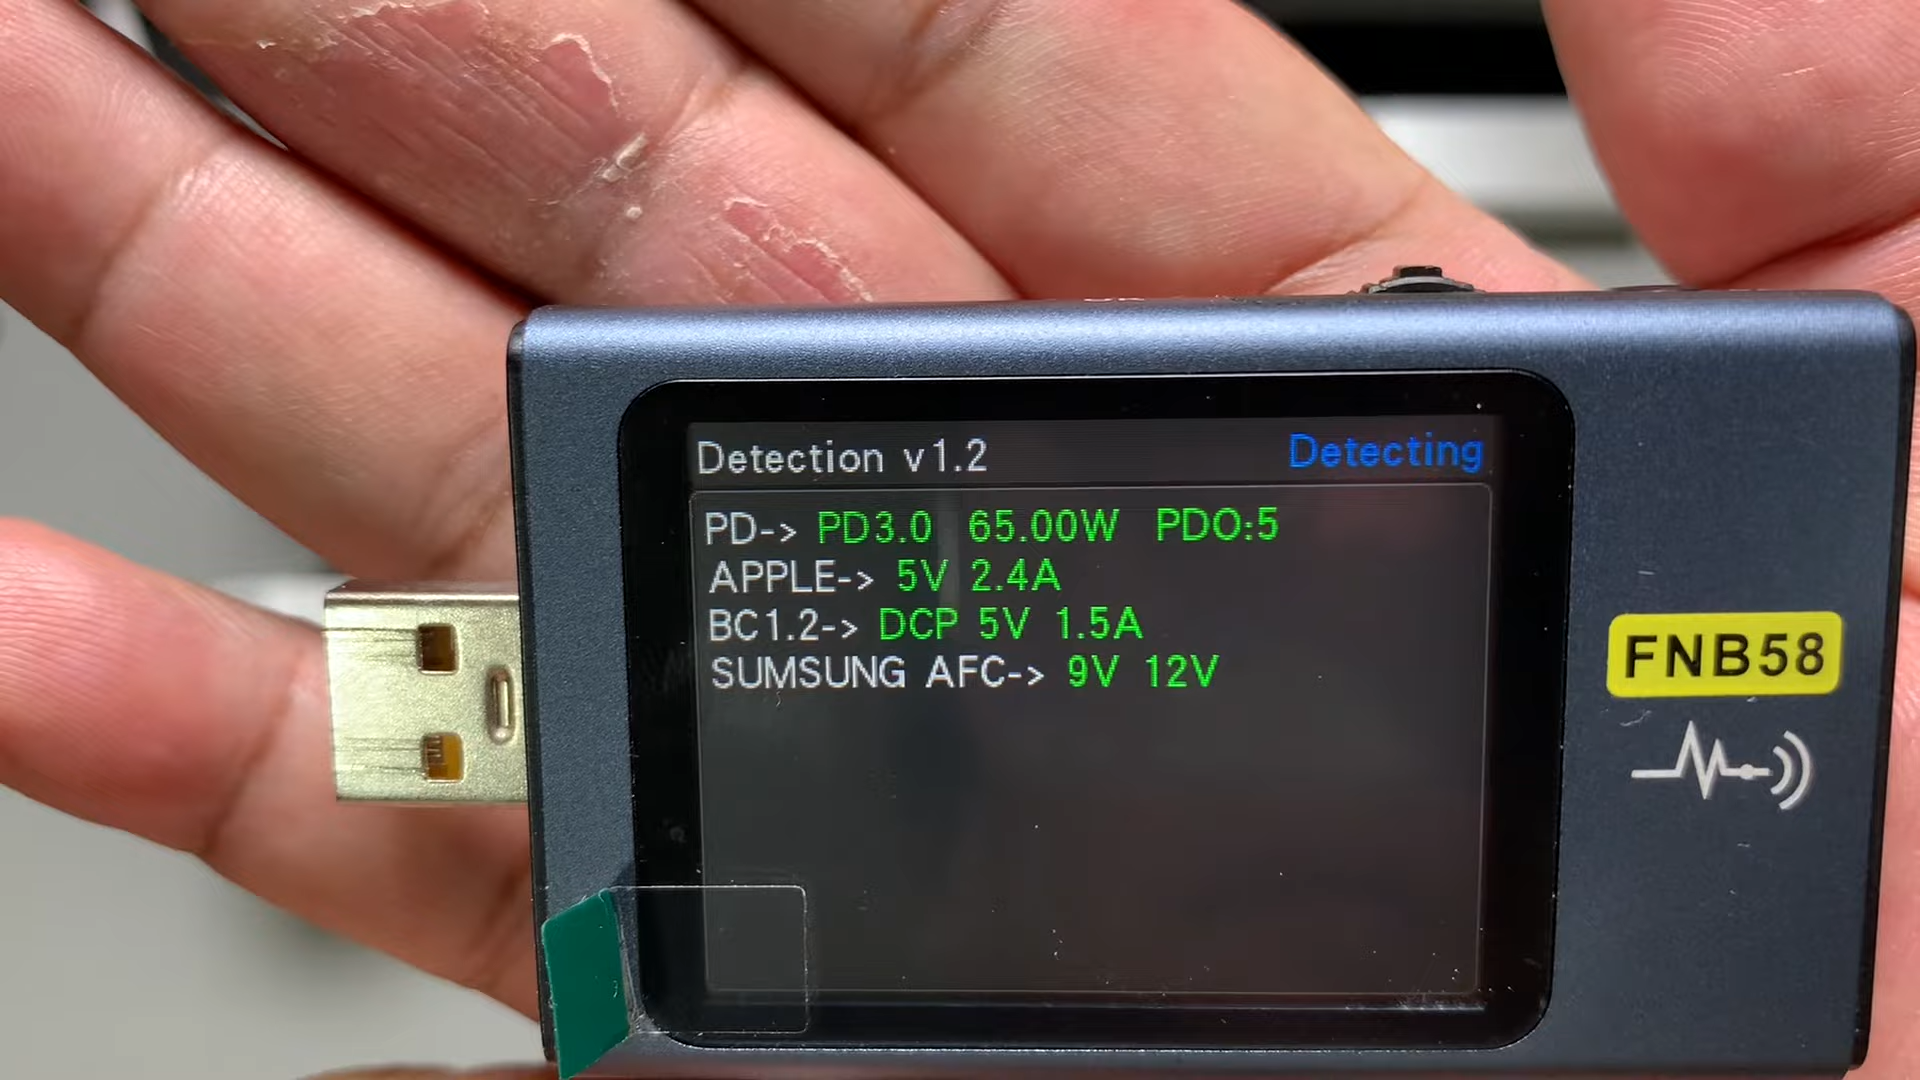 Detection v1.2 Detecting
PD-> PD3.0 65.00W PDO:5
APPLE-> 5V 2.4A
BC1.2-> DCP 5V 1.5A
SUMSUNG AFC-> 9V 12V
FNB58